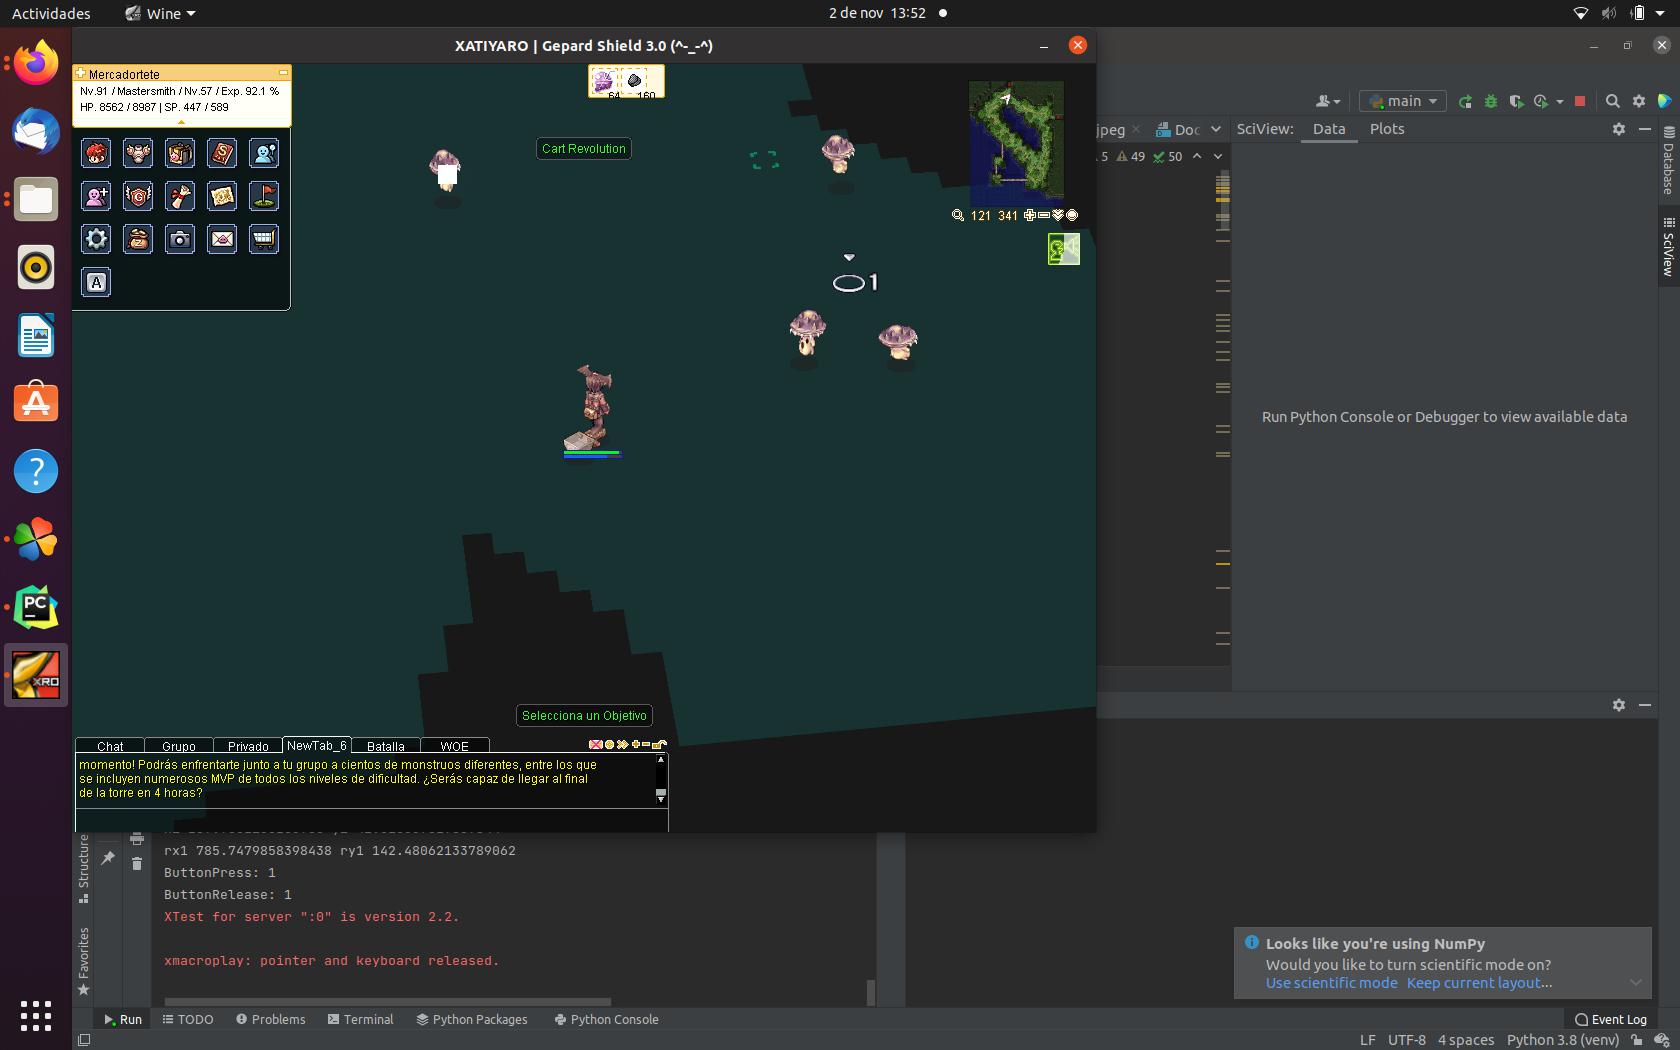 Actividades
Wine
2 de nov 13:52
XATIYARO | Gepard Shield 3.0 (^-_-^)
Mercadortete
Nv.91 / Mastersmith / Nv.57 / Exp. 92.1 %
HP. 8562 / 8987 | SP. 447 / 589
64
160
Cart Revolution
121 341
1
A
Selecciona un Objetivo
Chat
Grupo
Privado
NewTab_6
Batalla
WOE
momento! Podrás enfrentarte junto a tu grupo a cientos de monstruos diferentes, entre los que
se incluyen numerosos MVP de todos los niveles de dificultad. ¿Serás capaz de llegar al final
de la torre en 4 horas?
main
jpeg
Doc
SciView:
Data
Plots
5
49
50
Database
SciView
Run Python Console or Debugger to view available data
PC
XRO
Structure
Favorites
rx1 785.7479858398438 ry1 142.48062133789062
ButtonPress: 1
ButtonRelease: 1
XTest for server ":0" is version 2.2.
xmacroplay: pointer and keyboard released.
Looks like you're using NumPy
Would you like to turn scientific mode on?
Use scientific mode
Keep current layout...
Run
TODO
Problems
Terminal
Python Packages
Python Console
Event Log
LF
UTF-8
4 spaces
Python 3.8 (venv)